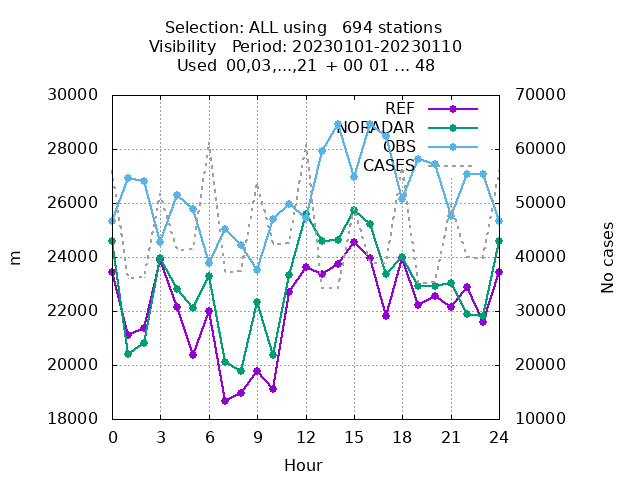 Selection: ALL using   694 stations
Visibility   Period: 20230101-20230110
Used  00,03,...,21  + 00 01 ... 48
30000
28000
26000
24000
22000
20000
18000
70000
60000
50000
40000
30000
20000
10000
m
No cases
REF
NORADAR
OBS
CASES
0
3
6
9
12
15
18
21
24
Hour